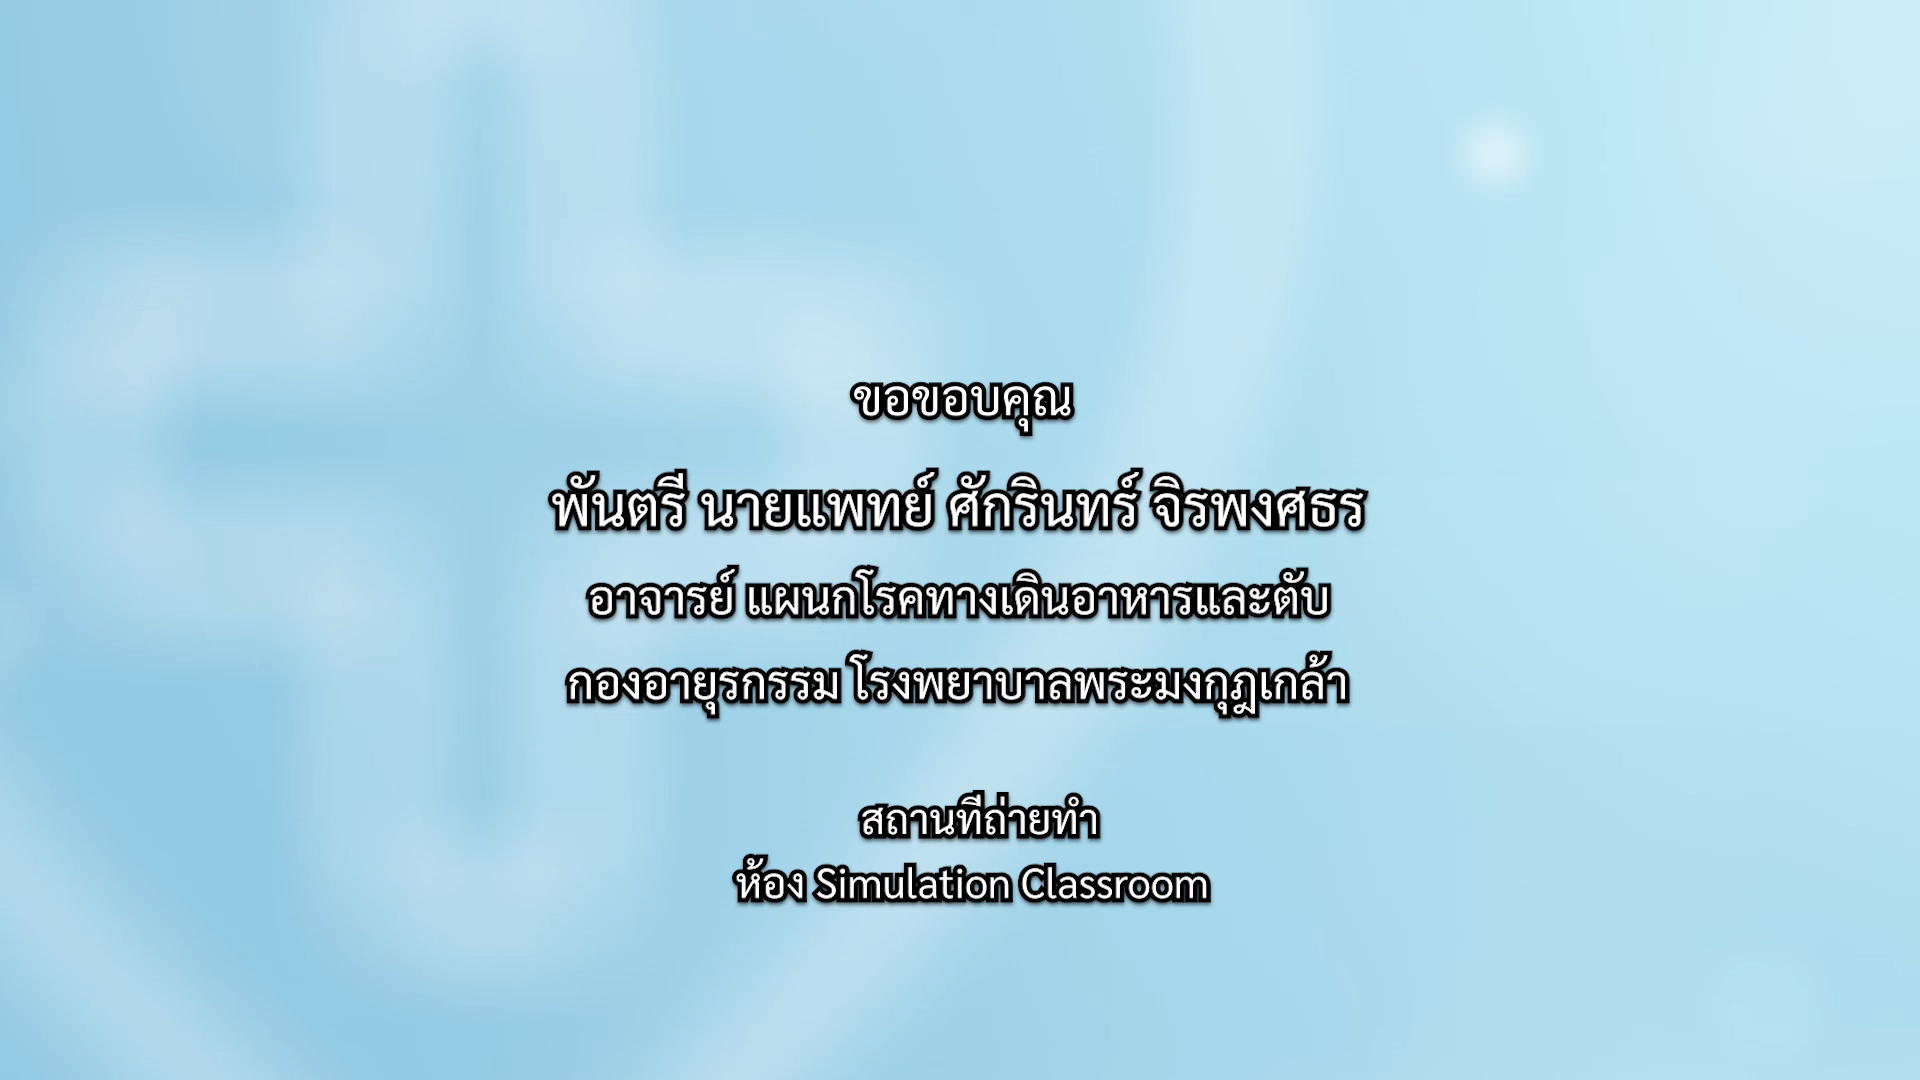 ขอขอบคุณ
พันตรี นายแพทย์ ศักรินทร์ จิรพงศธร
อาจารย์ แผนกโรคทางเดินอาหารและตับ
กองอายุรกรรม โรงพยาบาลพระมงกุฎเกล้า
สถานที่ถ่ายทำ
ห้อง Simulation Classroom